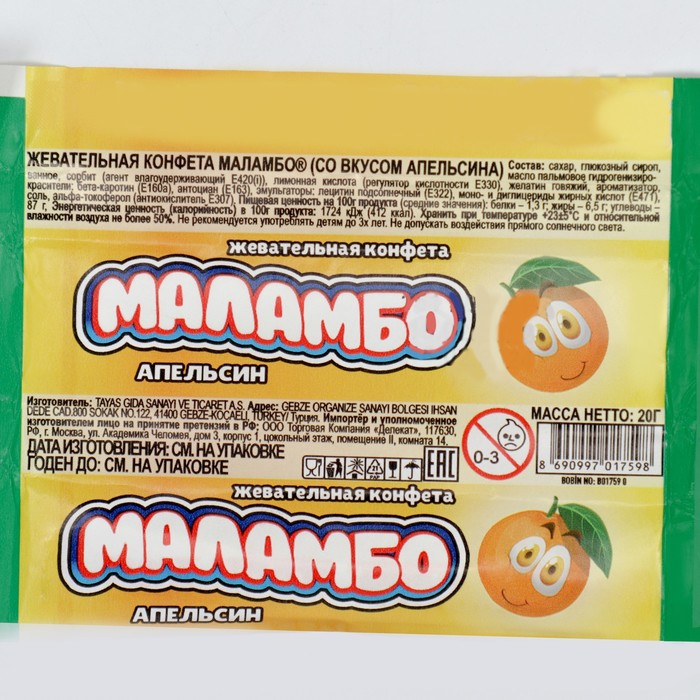 ЖЕВАТЕЛЬНАЯ КОНФЕТА МАЛАМБО® (СО ВКУСОМ АПЕЛЬСИНА) Состав: сахар, глюкозный сироп,
масло пальмовое гидрогенизиро-
ванное, сорбит (агент влагоудерживающий Е420(i)), лимонная кислота (регулятор кислотности Е330), желатин говяжий, ароматизатор,
красители: бета-каротин (Е160а), антоциан (Е163), эмульгаторы: лецитин подсолнечный (Е322), моно- и диглицериды жирных кислот (Е471),
соль, альфа-токоферол (антиокислитель Е307). Пищевая ценность на 100г продукта (средние значения): белки – 1,3 г; жиры – 6,5 г; углеводы –
87 г, Энергетическая ценность (калорийность) в 100г продукта: 1724 кДж (412 ккал). Хранить при температуре +23±5°С и относительной
влажности воздуха не более 50%. Не рекомендуется употреблять детям до 3х лет. Не допускать воздействия прямого солнечного света.
жевательная конфета
МАЛАМБО
АПЕЛЬСИН
Изготовитель: TAYAS GIDA SANAYI VE TICARET A.S. Адрес: GEBZE ORGANIZE SANAYI BOLGESI IHSAN
DEDE CAD.800 SOKAK NO.122, 41400 GEBZE-KOCAELI, TURKEY/ Турция. Импортёр и уполномоченное
изготовителем лицо на принятие претензий в РФ: ООО Торговая Компания «Делекат», 117630,
РФ, г. Москва, ул. Академика Челомея, дом 3, корпус 1, цокольный этаж, помещение II, комната 14.
ДАТА ИЗГОТОВЛЕНИЯ: СМ. НА УПАКОВКЕ
ГОДЕН ДО: СМ. НА УПАКОВКЕ
EAC
0-3
МАССА НЕТТО: 20Г
8 690997 017598
BOBİN NO: B01759 0
жевательная конфета
МАЛАМБО
АПЕЛЬСИН